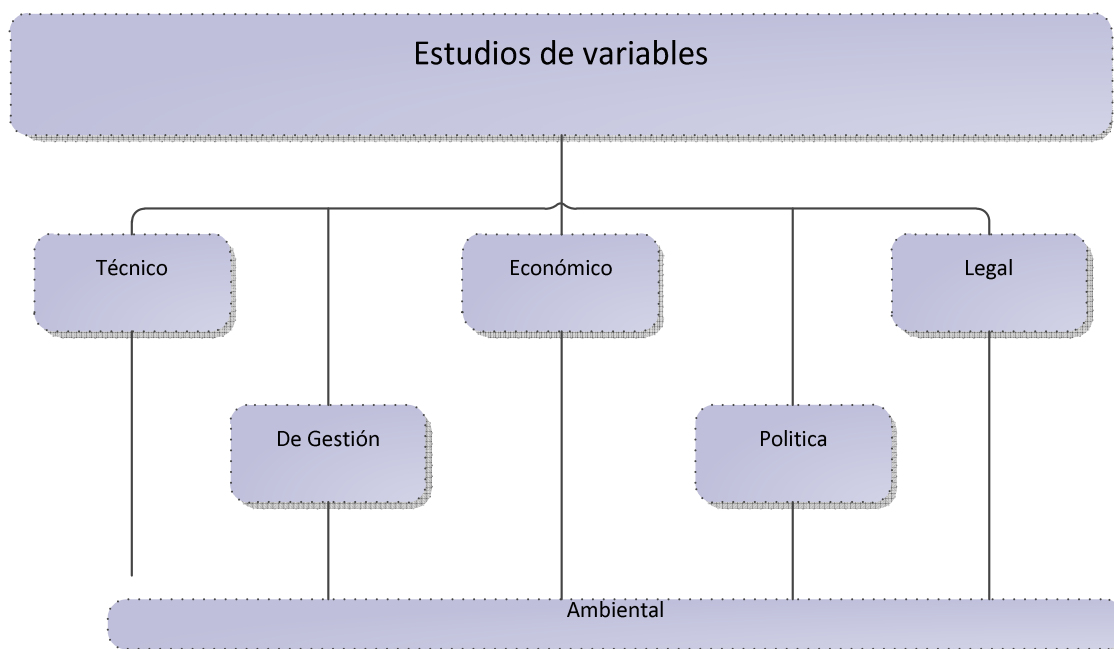 Estudios de variables
Técnico
Económico
Legal
De Gestión
Politica
Ambiental